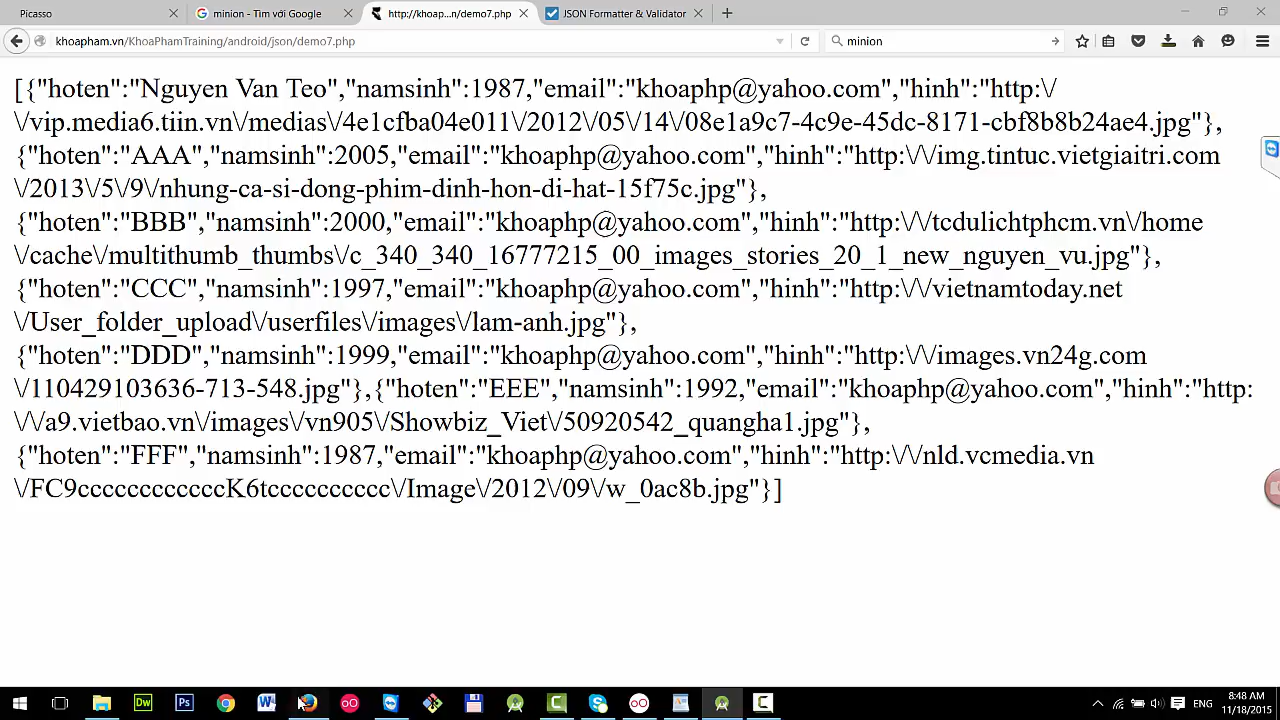 Picasso
minion - Tìm với Google
http://khoap...n/demo7.php
JSON Formatter & Validator
khoapham.vn/KhoaPhamTraining/android/json/demo7.php
minion
[{"hoten":"Nguyen Van Teo","namsinh":1987,"email":"khoaphp@yahoo.com","hinh":"http:\/
\/vip.media6.tiin.vn\/medias\/4e1cfba04e011\/2012\/05\/14\/08e1a9c7-4c9e-45dc-8171-cbf8b8b24ae4.jpg"},
{"hoten":"AAA","namsinh":2005,"email":"khoaphp@yahoo.com","hinh":"http:\/\/img.tintuc.vietgiaitri.com
\/2013\/5\/9\/nhung-ca-si-dong-phim-dinh-hon-di-hat-15f75c.jpg"},
{"hoten":"BBB","namsinh":2000,"email":"khoaphp@yahoo.com","hinh":"http:\/\/tcdulichtphcm.vn\/home
\/cache\/multithumb_thumbs\/c_340_340_16777215_00_images_stories_20_1_new_nguyen_vu.jpg"},
{"hoten":"CCC","namsinh":1997,"email":"khoaphp@yahoo.com","hinh":"http:\/\/vietnamtoday.net
\/User_folder_upload\/userfiles\/images\/lam-anh.jpg"},
{"hoten":"DDD","namsinh":1999,"email":"khoaphp@yahoo.com","hinh":"http:\/\/images.vn24g.com
\/110429103636-713-548.jpg"},{"hoten":"EEE","namsinh":1992,"email":"khoaphp@yahoo.com","hinh":"http:
\/\/a9.vietbao.vn\/images\/vn905\/Showbiz_Viet\/50920542_quangha1.jpg"},
{"hoten":"FFF","namsinh":1987,"email":"khoaphp@yahoo.com","hinh":"http:\/\/nld.vcmedia.vn
\/FC9ccccccccccccK6tcccccccccc\/Image\/2012\/09\/w_0ac8b.jpg"}]
Dw
Ps
ENG
8:48 AM
11/18/2015